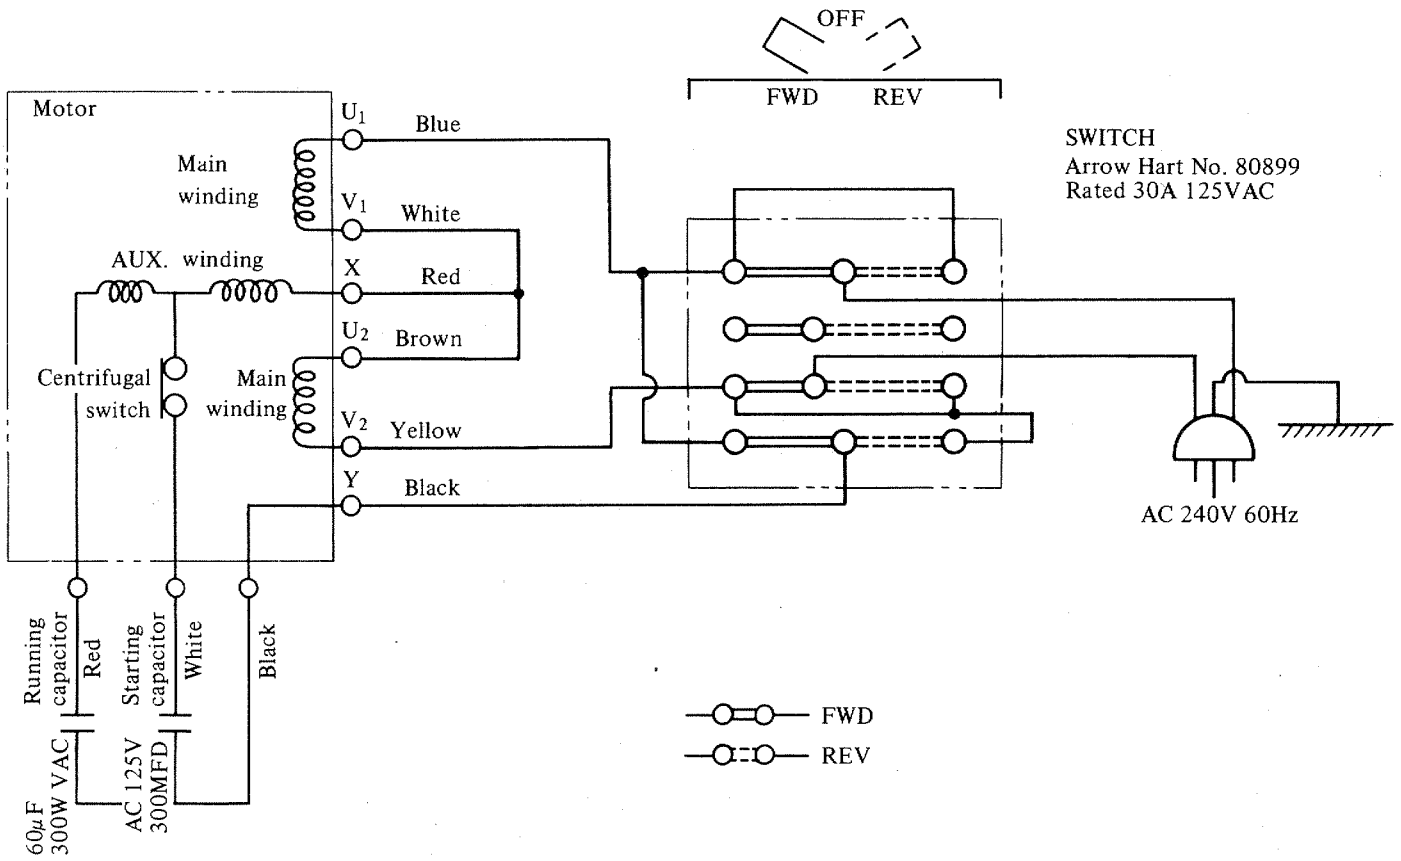 OFF
FWD REV
Motor
U1
Blue
SWITCH
Arrow Hart No. 80899
Rated 30A 125VAC
Main
winding
V1
White
AUX. winding
X
Red
U2
Brown
Centrifugal
switch
Main
winding
V2
Yellow
Y
Black
AC 240V 60Hz
Running
capacitor
Red
Starting
capacitor
White
Black
60μF
300W VAC
AC 125V
300MFD
FWD
REV